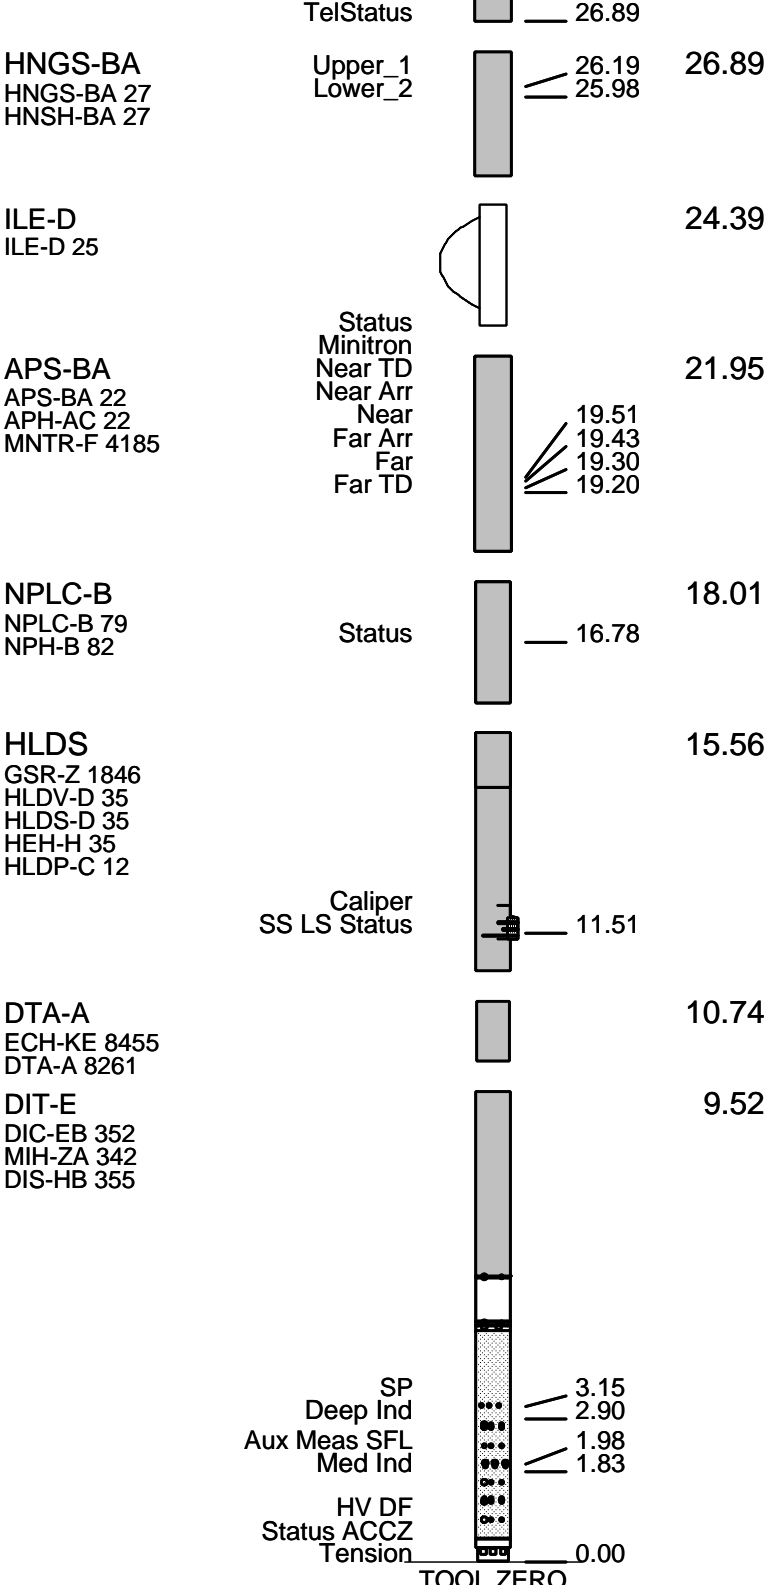 TelStatus 26.89
HNGS-BA Upper_1 26.19 26.89
HNGS-BA 27 Lower_2 25.98
HNSH-BA 27
ILE-D 24.39
ILE-D 25
Status
Minitron
APS-BA Near TD 21.95
APS-BA 22 Near Arr
APH-AC 22 Near 19.51
MNTR-F 4185 Far Arr 19.43
Far 19.30
Far TD 19.20
NPLC-B 18.01
NPLC-B 79 Status 16.78
NPH-B 82
HLDS 15.56
GSR-Z 1846
HLDV-D 35
HLDS-D 35
HEH-H 35
HLDP-C 12
Caliper
SS LS Status 11.51
DTA-A 10.74
ECH-KE 8455
DTA-A 8261
DIT-E 9.52
DIC-EB 352
MIH-ZA 342
DIS-HB 355
SP 3.15
Deep Ind 2.90
Aux Meas SFL 1.98
Med Ind 1.83
HV DF
Status ACCZ
Tension 0.00
TOOL ZERO